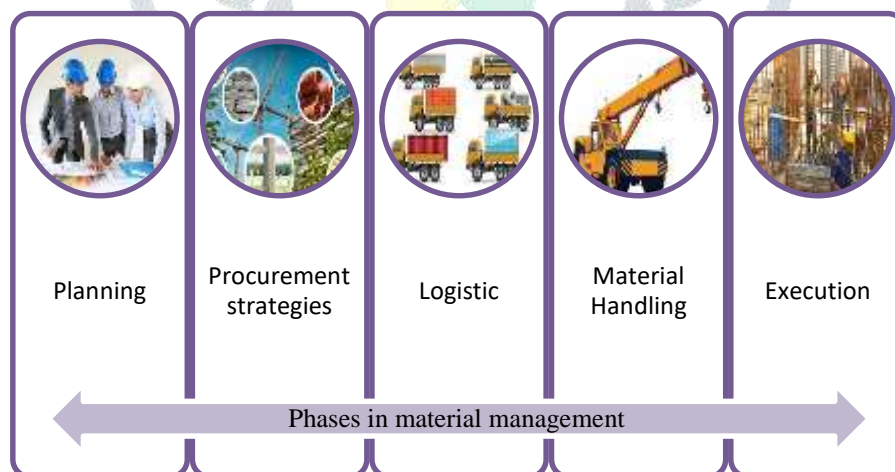 Planning
Procurement
strategies
Logistic
Material
Handling
Execution
Phases in material management